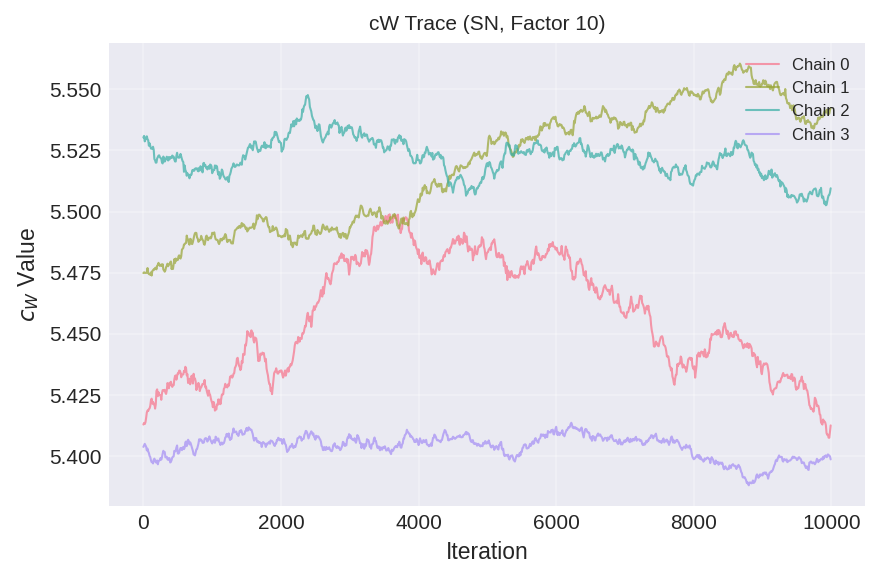 cW Trace (SN, Factor 10)
Chain 0
Chain 1
Chain 2
Chain 3
5.550
5.525
5.500
5.475
5.450
5.425
5.400
cW Value
0 2000 4000 6000 8000 10000
Iteration